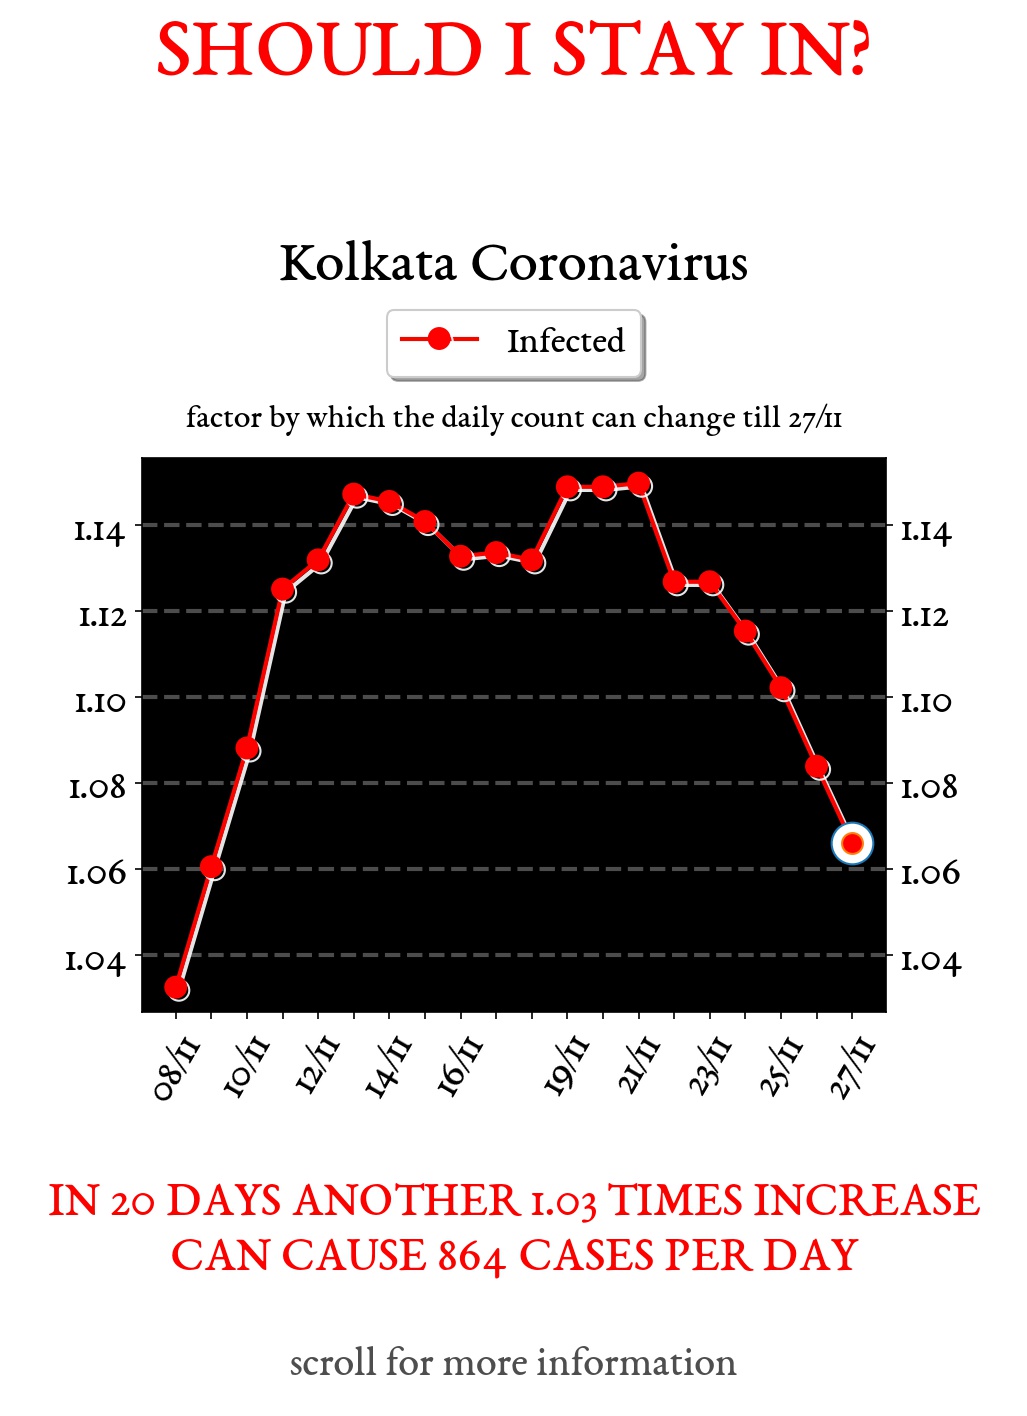 SHOULD I STAY IN?
Kolkata Coronavirus
Infected
factor by which the daily count can change till 27/11
1.14 1.14
1.12 1.12
1.10 1.10
1.08 1.08
1.06 1.06
1.04 1.04
08/11 10/11 12/11 14/11 16/11 19/11 21/11 23/11 25/11 27/11
IN 20 DAYS ANOTHER 1.03 TIMES INCREASE
CAN CAUSE 864 CASES PER DAY
scroll for more information